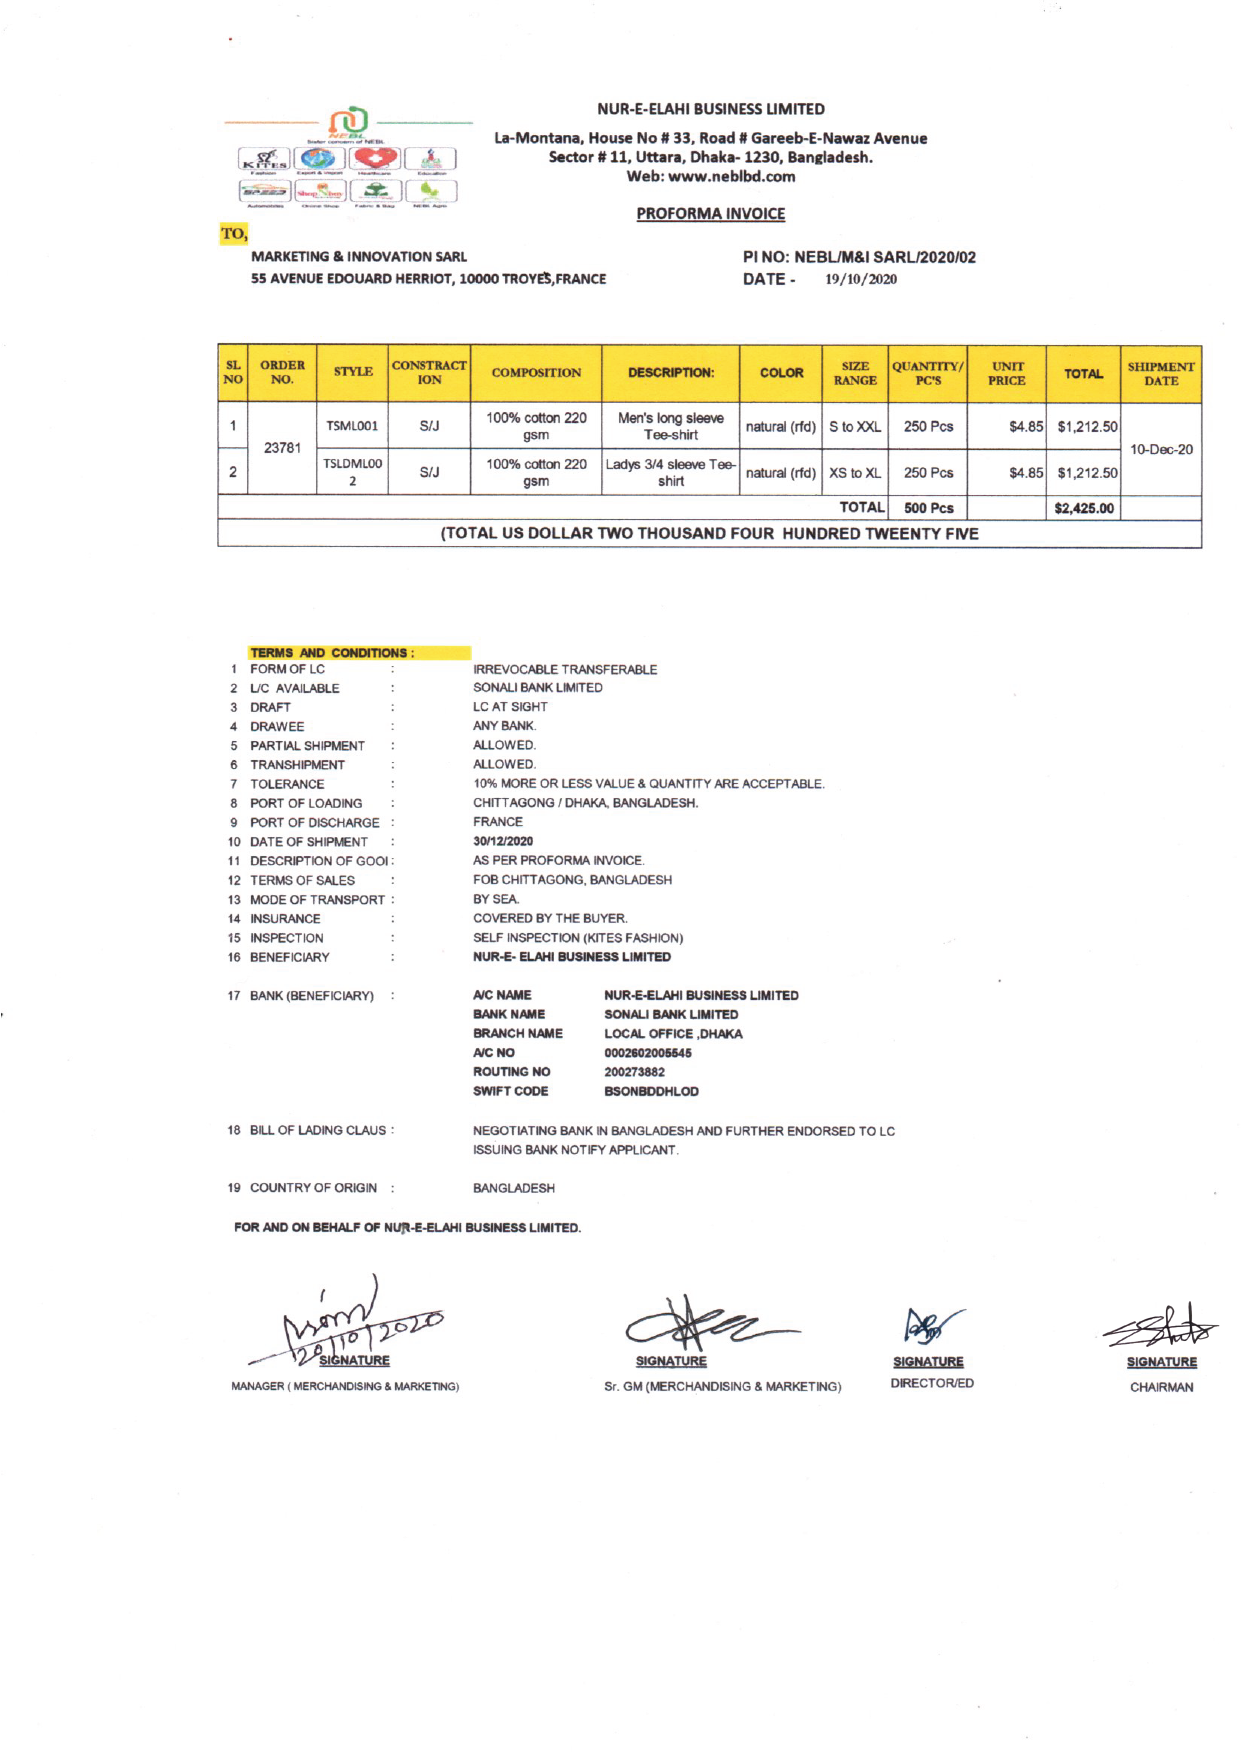 NUR-E-ELAHI BUSINESS LIMITED
La-Montana, House No # 33, Road # Gareeb-E-Nawaz Avenue
Sector # 11, Uttara, Dhaka- 1230, Bangladesh.
Web: www.neblbd.com
NEBL
Sister concern of NEBL
KITES
Fashion Export & Import Healthcare Education
SPEED Shop n buy
Automobiles Online Shop Fabric & Bag NEBL Agro
PROFORMA INVOICE
TO,
MARKETING & INNOVATION SARL PI NO: NEBL/M&I SARL/2020/02
55 AVENUE EDOUARD HERRIOT, 10000 TROYES,FRANCE DATE - 19/10/2020
SL NO ORDER NO. STYLE CONSTRACTION COMPOSITION DESCRIPTION: COLOR SIZE RANGE QUANTITY/ PC'S UNIT PRICE TOTAL SHIPMENT DATE
1 23781 TSML001 S/J 100% cotton 220 gsm Men's long sleeve Tee-shirt natural (rfd) S to XXL 250 Pcs $4.85 $1,212.50 10-Dec-20
2 TSLDML002 S/J 100% cotton 220 gsm Ladys 3/4 sleeve Tee-shirt natural (rfd) XS to XL 250 Pcs $4.85 $1,212.50
TOTAL 500 Pcs $2,425.00
(TOTAL US DOLLAR TWO THOUSAND FOUR HUNDRED TWEENTY FIVE
TERMS AND CONDITIONS :
1 FORM OF LC : IRREVOCABLE TRANSFERABLE
2 L/C AVAILABLE : SONALI BANK LIMITED
3 DRAFT : LC AT SIGHT
4 DRAWEE : ANY BANK.
5 PARTIAL SHIPMENT : ALLOWED.
6 TRANSHIPMENT : ALLOWED.
7 TOLERANCE : 10% MORE OR LESS VALUE & QUANTITY ARE ACCEPTABLE.
8 PORT OF LOADING : CHITTAGONG / DHAKA, BANGLADESH.
9 PORT OF DISCHARGE : FRANCE
10 DATE OF SHIPMENT : 30/12/2020
11 DESCRIPTION OF GOOI : AS PER PROFORMA INVOICE.
12 TERMS OF SALES : FOB CHITTAGONG, BANGLADESH
13 MODE OF TRANSPORT : BY SEA.
14 INSURANCE : COVERED BY THE BUYER.
15 INSPECTION : SELF INSPECTION (KITES FASHION)
16 BENEFICIARY : NUR-E- ELAHI BUSINESS LIMITED
17 BANK (BENEFICIARY) : A/C NAME NUR-E-ELAHI BUSINESS LIMITED
BANK NAME SONALI BANK LIMITED
BRANCH NAME LOCAL OFFICE ,DHAKA
A/C NO 0002602005545
ROUTING NO 200273882
SWIFT CODE BSONBDDHLOD
18 BILL OF LADING CLAUS : NEGOTIATING BANK IN BANGLADESH AND FURTHER ENDORSED TO LC
ISSUING BANK NOTIFY APPLICANT.
19 COUNTRY OF ORIGIN : BANGLADESH
FOR AND ON BEHALF OF NUR-E-ELAHI BUSINESS LIMITED.
20/10/2020
SIGNATURE SIGNATURE SIGNATURE SIGNATURE
MANAGER ( MERCHANDISING & MARKETING) Sr. GM (MERCHANDISING & MARKETING) DIRECTOR/ED CHAIRMAN